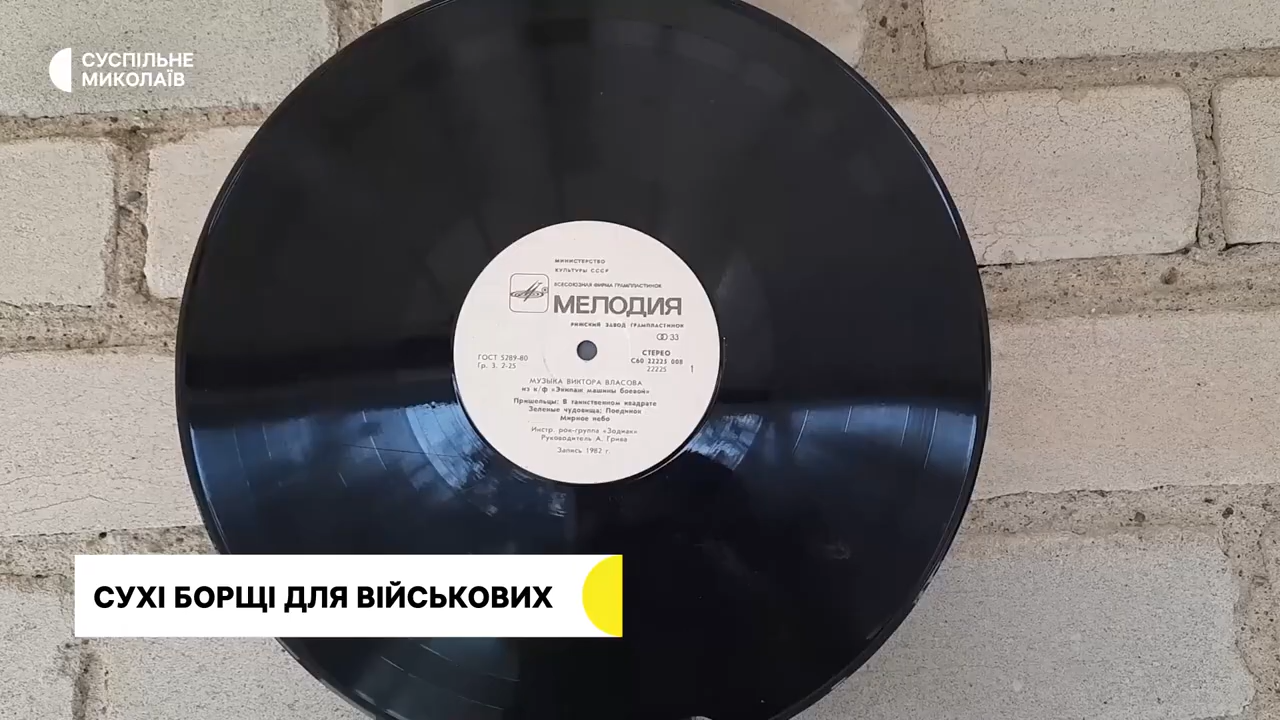 СУСПІЛЬНЕ
МИКОЛАЇВ
МИНИСТЕРСТВО
КУЛЬТУРЫ СССР
ВСЕСОЮЗНАЯ ФИРМА ГРАМПЛАСТИНОК
МЕЛОДИЯ
РИЖСКИЙ ЗАВОД ГРАМПЛАСТИНОК
33
ГОСТ 5289-80
Гр. 3. 2-25
СТЕРЕО
С60 22225 008
22225
1
МУЗЫКА ВИКТОРА ВЛАСОВА
из к/ф «Экипаж машины боевой»
Пришельцы; В таинственном квадрате
Зеленые чудовища; Поединок
Мирное небо
Инстр. рок-группа «Зодиак»
Руководитель А. Грива
Запись 1982 г.
СУХІ БОРЩІ ДЛЯ ВІЙСЬКОВИХ